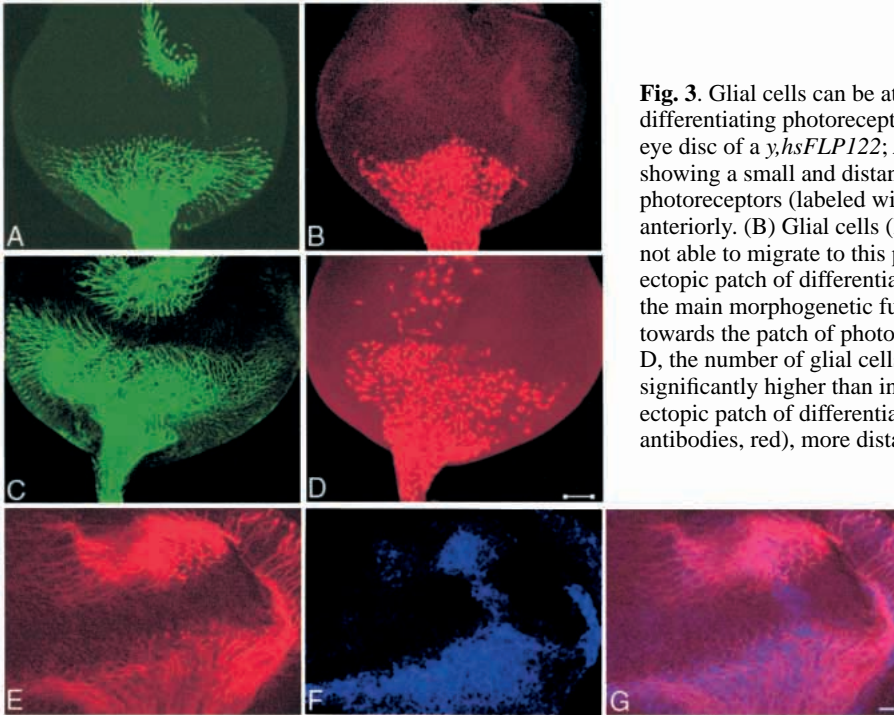 A
B
C
D
E
F
G
Fig. 3. Glial cells can be
differentiating photorecept
eye disc of a y,hsFLP122;
showing a small and distan
photoreceptors (labeled wi
anteriorly. (B) Glial cells (
not able to migrate to this p
ectopic patch of differentia
the main morphogenetic fu
towards the patch of photo
D, the number of glial cell
significantly higher than in
ectopic patch of differentia
antibodies, red), more dista